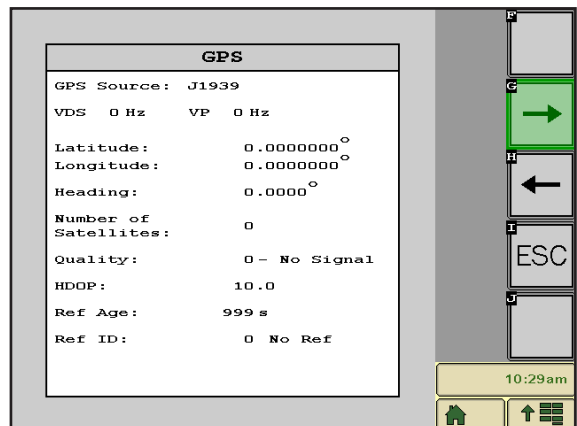 GPS
GPS Source: J1939
VDS 0 Hz VP 0 Hz
Latitude: 0.0000000°
Longitude: 0.0000000°
Heading: 0.0000°
Number of
Satellites: 0
Quality: 0- No Signal
HDOP: 10.0
Ref Age: 999 s
Ref ID: 0 No Ref
F
G
H
I
ESC
J
10:29am